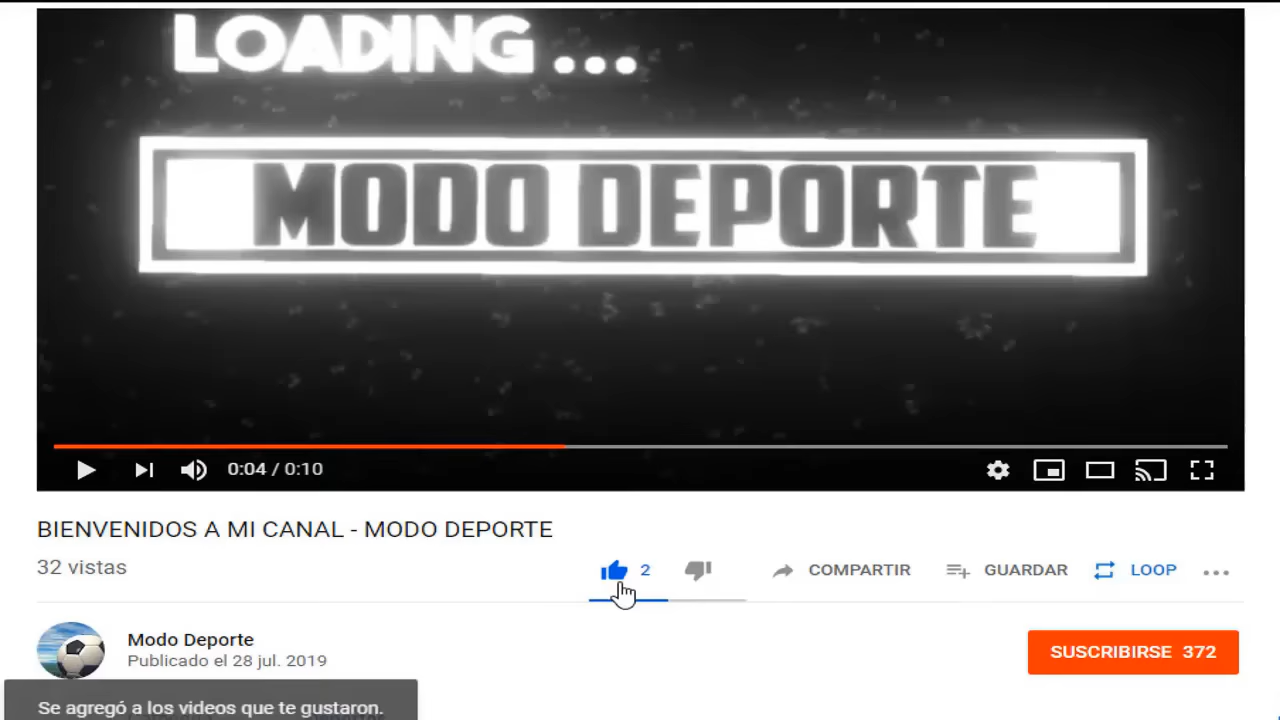 LOADING ...
MODO DEPORTE
0:04 / 0:10
BIENVENIDOS A MI CANAL - MODO DEPORTE
32 vistas
2
COMPARTIR
GUARDAR
LOOP
Modo Deporte
Publicado el 28 jul. 2019
SUSCRIBIRSE 372
Se agregó a los videos que te gustaron.